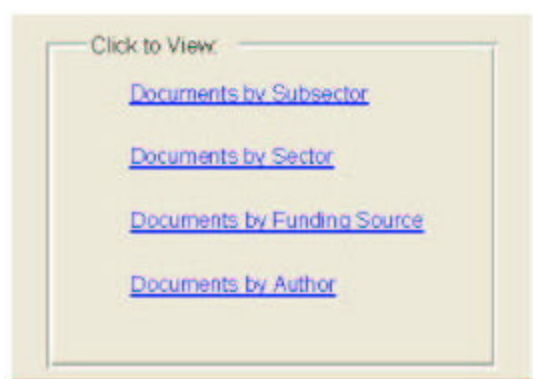 Click to View:
Documents by Subsector
Documents by Sector
Documents by Funding Source
Documents by Author